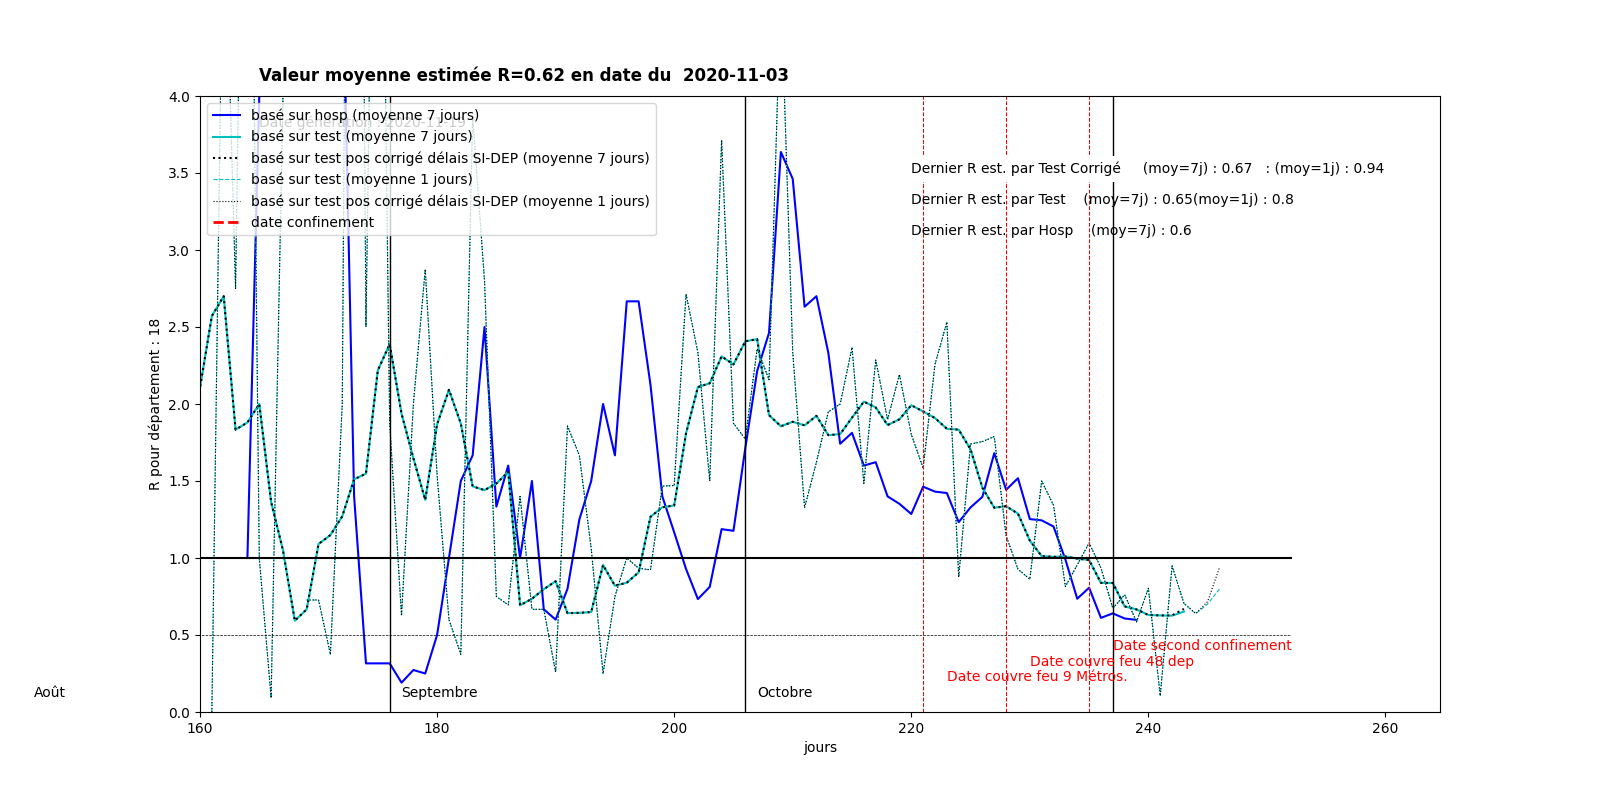 Valeur moyenne estimée R=0.62 en date du  2020-11-03
4.0
3.5
3.0
2.5
2.0
1.5
1.0
0.5
0.0
R pour département : 18
basé sur hosp (moyenne 7 jours)
basé sur test (moyenne 7 jours)
basé sur test pos corrigé délais SI-DEP (moyenne 7 jours)
basé sur test (moyenne 1 jours)
basé sur test pos corrigé délais SI-DEP (moyenne 1 jours)
date confinement
Dernier R est. par Test Corrigé     (moy=7j) : 0.67   : (moy=1j) : 0.94
Dernier R est. par Test    (moy=7j) : 0.65(moy=1j) : 0.8
Dernier R est. par Hosp    (moy=7j) : 0.6
Date second confinement
Date couvre feu 48 dep
Date couvre feu 9 Métros.
Août
Septembre
Octobre
160
180
200
220
240
260
jours